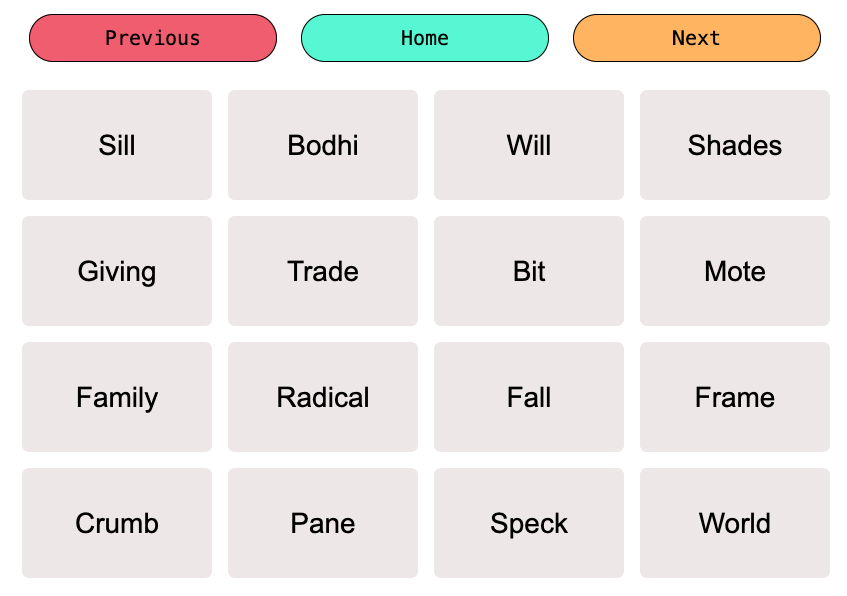 Previous Home Next
Sill Bodhi Will Shades
Giving Trade Bit Mote
Family Radical Fall Frame
Crumb Pane Speck World